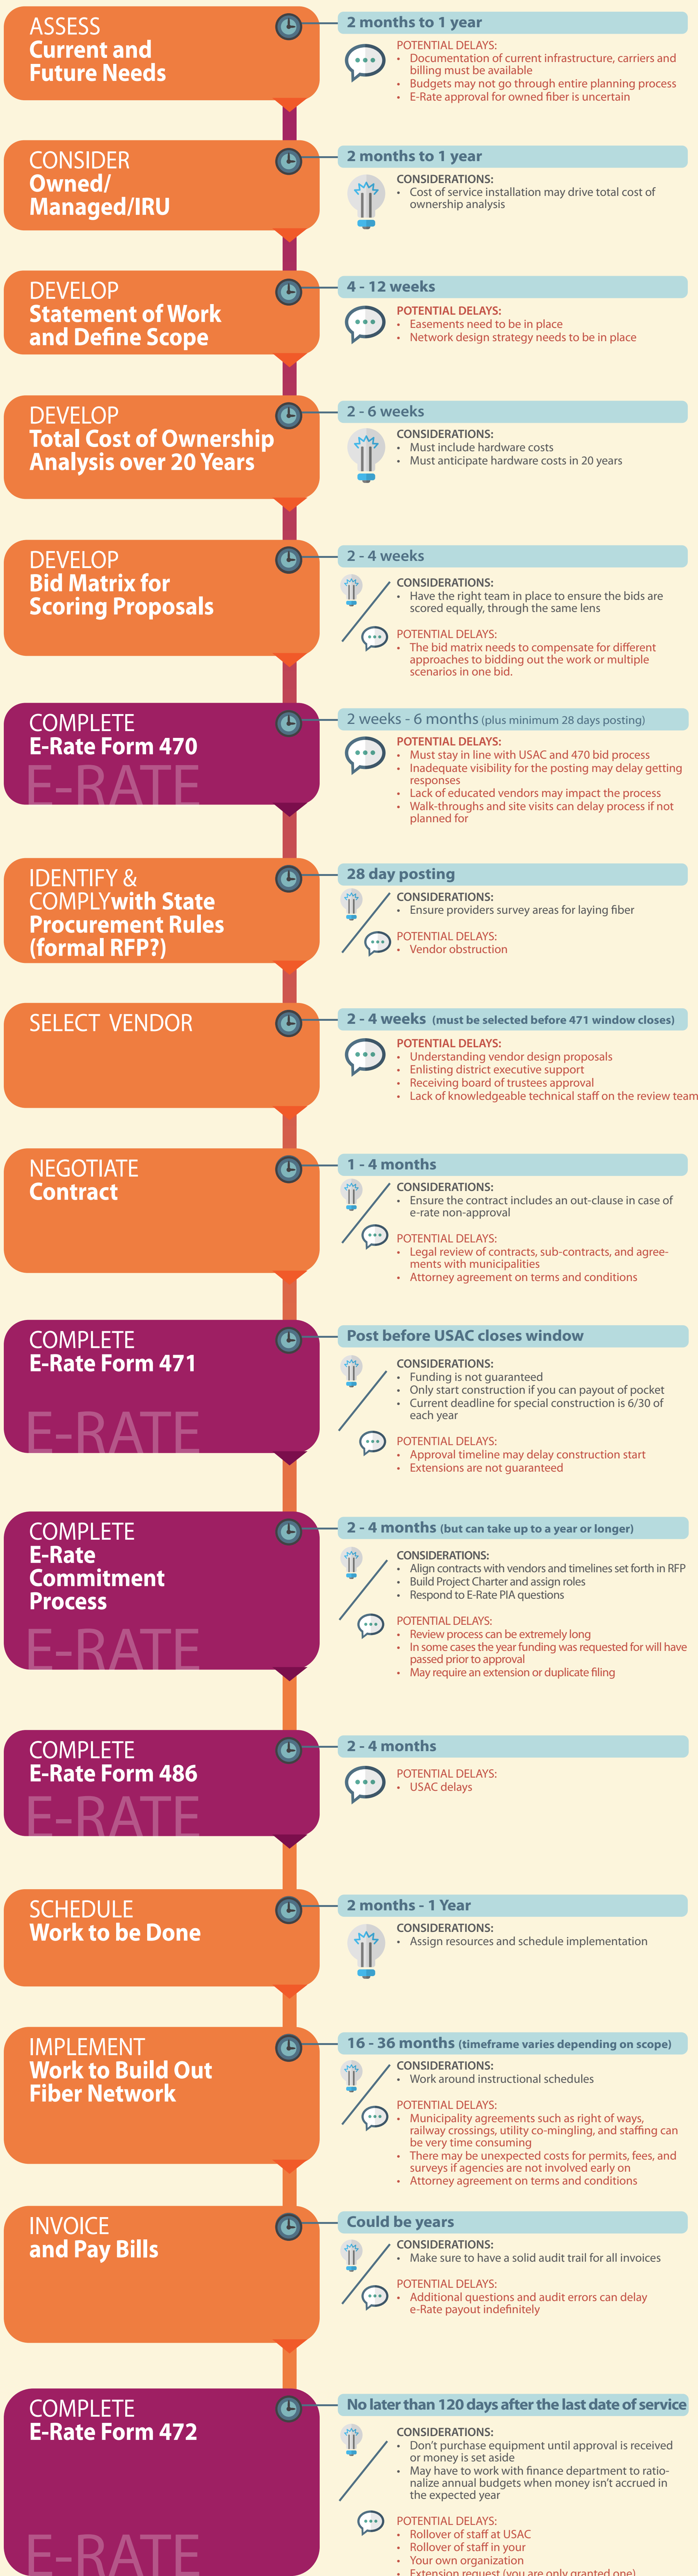 ASSESS
Current and
Future Needs
2 months to 1 year
POTENTIAL DELAYS:
• Documentation of current infrastructure, carriers and
billing must be available
• Budgets may not go through entire planning process
• E-Rate approval for owned fiber is uncertain
CONSIDER
Owned/
Managed/IRU
2 months to 1 year
CONSIDERATIONS:
• Cost of service installation may drive total cost of
ownership analysis
DEVELOP
Statement of Work
and Define Scope
4 - 12 weeks
POTENTIAL DELAYS:
• Easements need to be in place
• Network design strategy needs to be in place
DEVELOP
Total Cost of Ownership
Analysis over 20 Years
2 - 6 weeks
CONSIDERATIONS:
• Must include hardware costs
• Must anticipate hardware costs in 20 years
DEVELOP
Bid Matrix for
Scoring Proposals
2 - 4 weeks
CONSIDERATIONS:
• Have the right team in place to ensure the bids are
scored equally, through the same lens
POTENTIAL DELAYS:
• The bid matrix needs to compensate for different
approaches to bidding out the work or multiple
scenarios in one bid.
COMPLETE
E-Rate Form 470
E-RATE
2 weeks - 6 months (plus minimum 28 days posting)
POTENTIAL DELAYS:
• Must stay in line with USAC and 470 bid process
• Inadequate visibility for the posting may delay getting
responses
• Lack of educated vendors may impact the process
• Walk-throughs and site visits can delay process if not
planned for
IDENTIFY &
COMPLYwith State
Procurement Rules
(formal RFP?)
28 day posting
CONSIDERATIONS:
• Ensure providers survey areas for laying fiber
POTENTIAL DELAYS:
• Vendor obstruction
SELECT VENDOR
2 - 4 weeks (must be selected before 471 window closes)
POTENTIAL DELAYS:
• Understanding vendor design proposals
• Enlisting district executive support
• Receiving board of trustees approval
• Lack of knowledgeable technical staff on the review team
NEGOTIATE
Contract
1 - 4 months
CONSIDERATIONS:
• Ensure the contract includes an out-clause in case of
e-rate non-approval
POTENTIAL DELAYS:
• Legal review of contracts, sub-contracts, and agree-
ments with municipalities
• Attorney agreement on terms and conditions
COMPLETE
E-Rate Form 471
E-RATE
Post before USAC closes window
CONSIDERATIONS:
• Funding is not guaranteed
• Only start construction if you can payout of pocket
• Current deadline for special construction is 6/30 of
each year
POTENTIAL DELAYS:
• Approval timeline may delay construction start
• Extensions are not guaranteed
COMPLETE
E-Rate
Commitment
Process
E-RATE
2 - 4 months (but can take up to a year or longer)
CONSIDERATIONS:
• Align contracts with vendors and timelines set forth in RFP
• Build Project Charter and assign roles
• Respond to E-Rate PIA questions
POTENTIAL DELAYS:
• Review process can be extremely long
• In some cases the year funding was requested for will have
passed prior to approval
• May require an extension or duplicate filing
COMPLETE
E-Rate Form 486
E-RATE
2 - 4 months
POTENTIAL DELAYS:
• USAC delays
SCHEDULE
Work to be Done
2 months - 1 Year
CONSIDERATIONS:
• Assign resources and schedule implementation
IMPLEMENT
Work to Build Out
Fiber Network
16 - 36 months (timeframe varies depending on scope)
CONSIDERATIONS:
• Work around instructional schedules
POTENTIAL DELAYS:
• Municipality agreements such as right of ways,
railway crossings, utility co-mingling, and staffing can
be very time consuming
• There may be unexpected costs for permits, fees, and
surveys if agencies are not involved early on
• Attorney agreement on terms and conditions
INVOICE
and Pay Bills
Could be years
CONSIDERATIONS:
• Make sure to have a solid audit trail for all invoices
POTENTIAL DELAYS:
• Additional questions and audit errors can delay
e-Rate payout indefinitely
COMPLETE
E-Rate Form 472
E-RATE
No later than 120 days after the last date of service
CONSIDERATIONS:
• Don't purchase equipment until approval is received
or money is set aside
• May have to work with finance department to ratio-
nalize annual budgets when money isn't accrued in
the expected year
POTENTIAL DELAYS:
• Rollover of staff at USAC
• Rollover of staff in your
• Your own organization
• Extension request (you are only granted one)